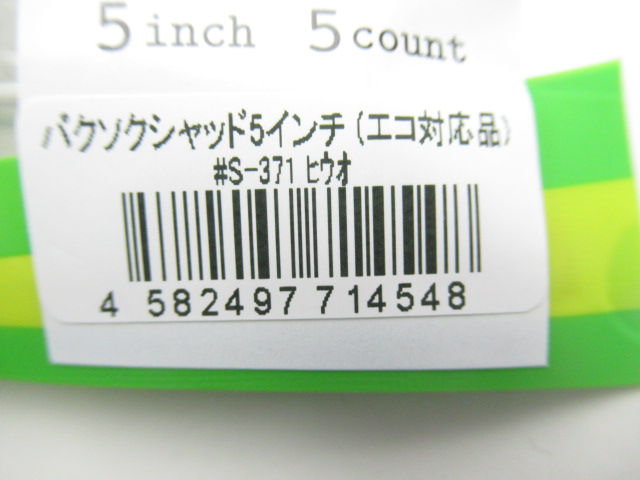 5 inch 5 count
バクソクシャッド5インチ(エコ対応品)
#S-371 ヒウオ
4 582497 714548